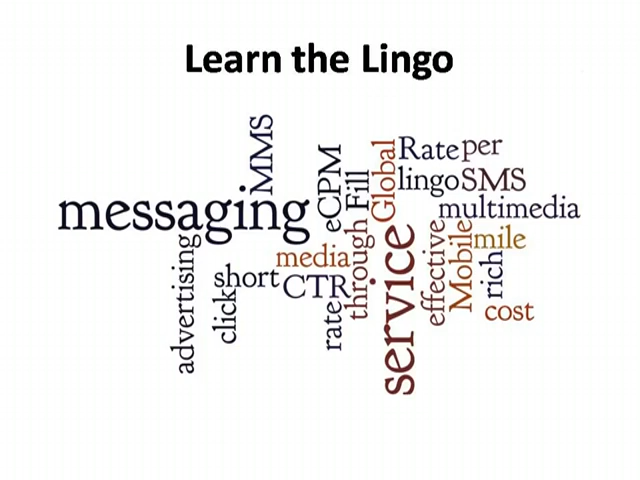 Learn the Lingo
MMS
messaging
eCPM
Fill
Global
Rate
per
lingo
SMS
multimedia
advertising
media
through
service
effective
Mobile
mile
short
click
CTR
rate
rich
cost